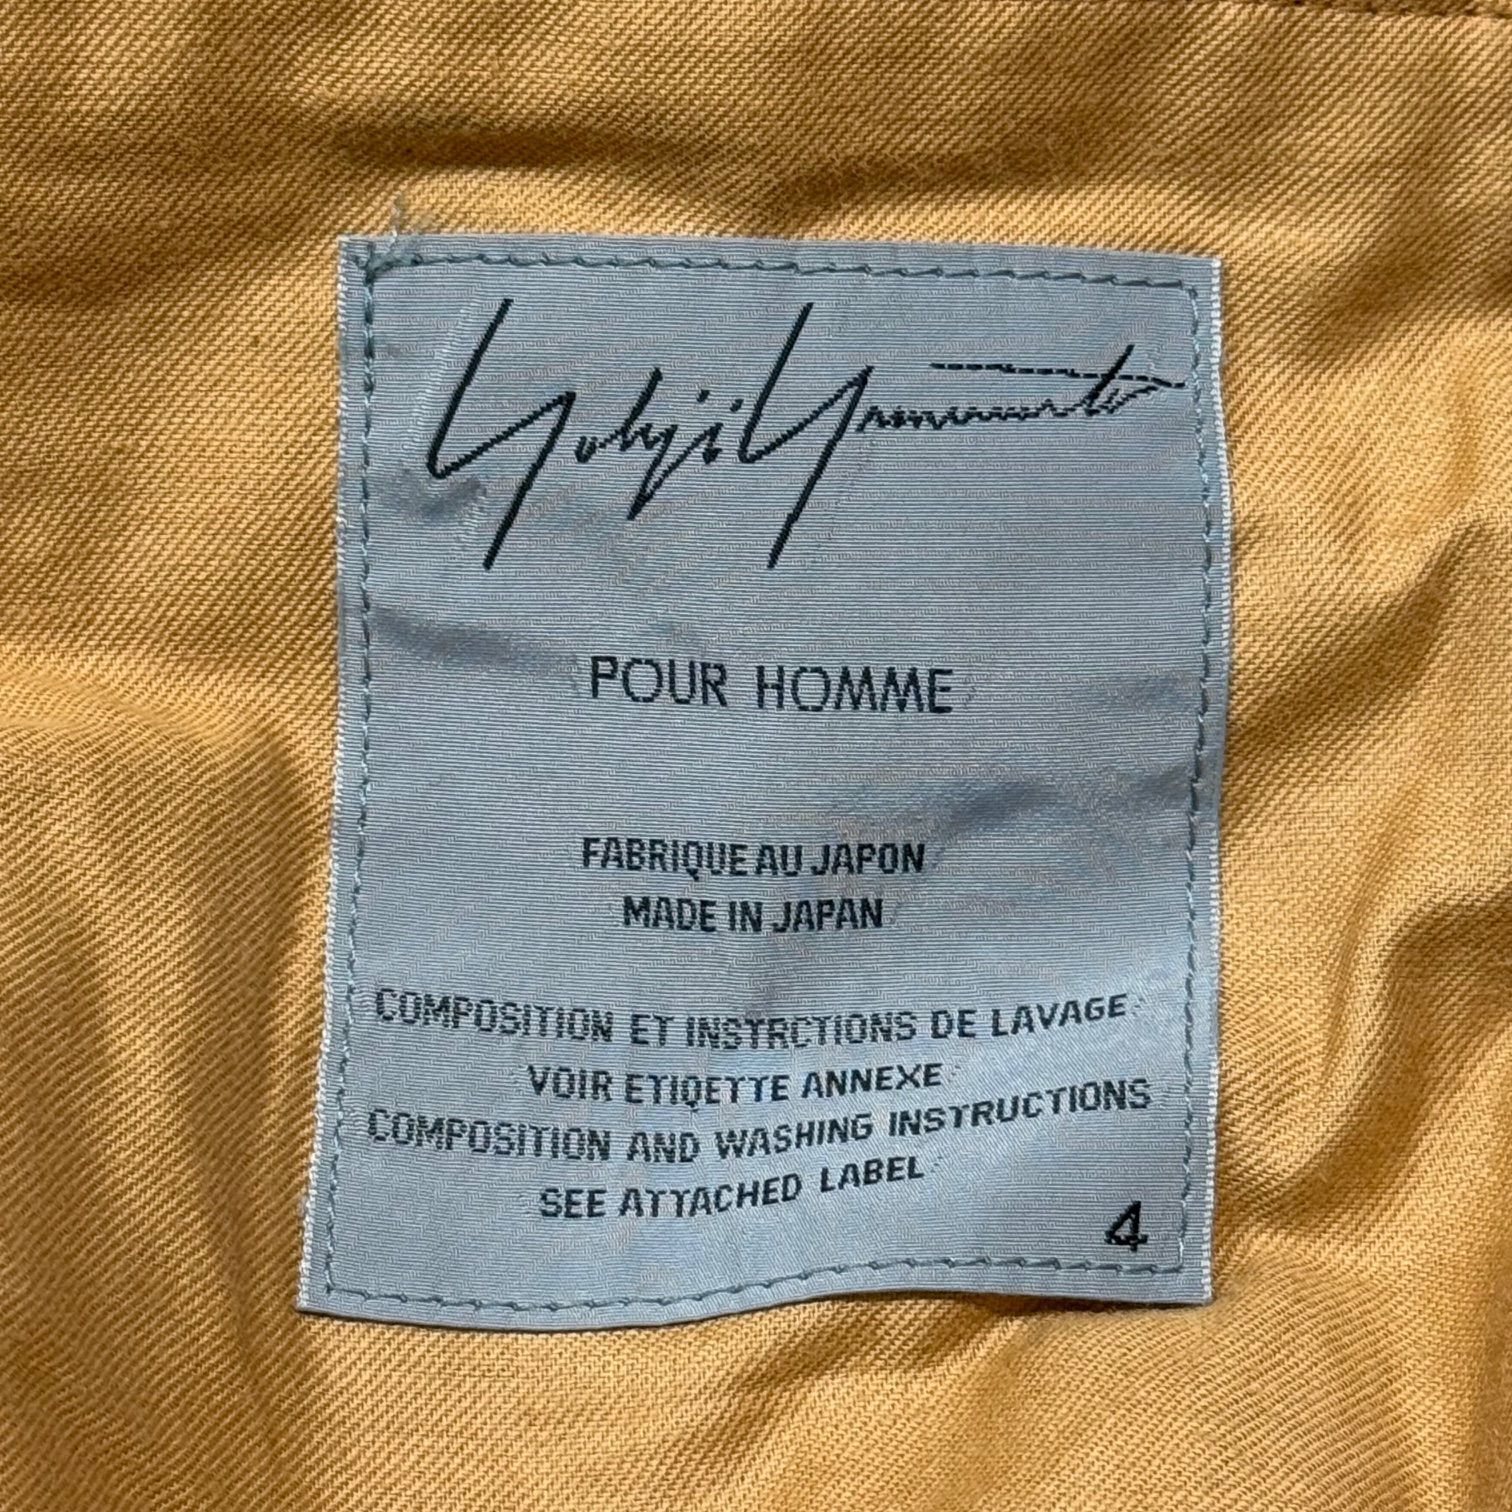 Yohji Yamamoto
POUR HOMME
FABRIQUE AU JAPON
MADE IN JAPAN
COMPOSITION ET INSTRCTIONS DE LAVAGE
VOIR ETIQETTE ANNEXE
COMPOSITION AND WASHING INSTRUCTIONS
SEE ATTACHED LABEL
4